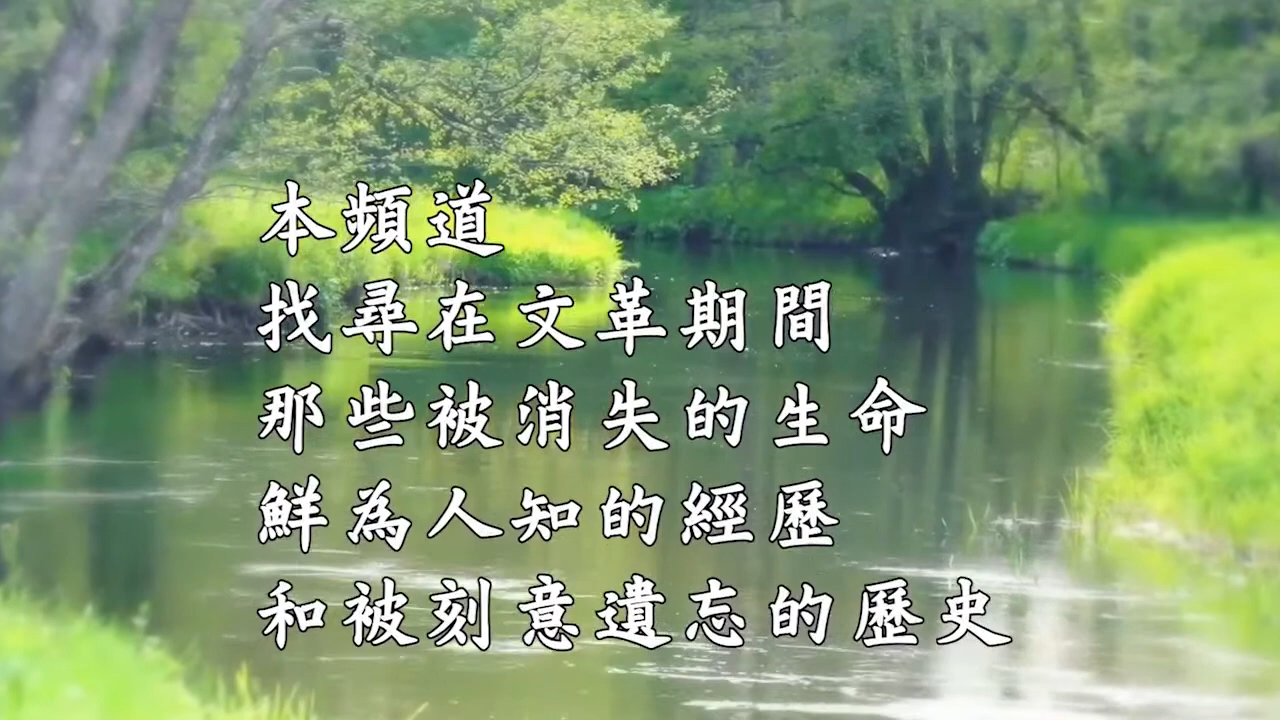 本頻道
找尋在文革期間
那些被消失的生命
鮮為人知的經歷
和被刻意遺忘的歷史